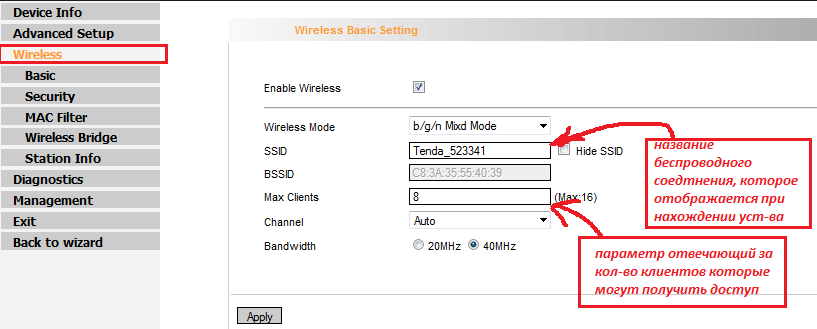 Device Info
Advanced Setup
Wireless
Basic
Security
MAC Filter
Wireless Bridge
Station Info
Diagnostics
Management
Exit
Back to wizard
Wireless Basic Setting
Enable Wireless
Wireless Mode b/g/n Mixd Mode
SSID Tenda_523341 Hide SSID
BSSID C8:3A:35:55:40:39
Max Clients 8 (Max:16)
Channel Auto
Bandwidth 20MHz 40MHz
Apply
название
беспроводного
соедтнения, которое
отображается при
нахождении уст-ва
параметр отвечающий за
кол-во клиентов которые
могут получить доступ